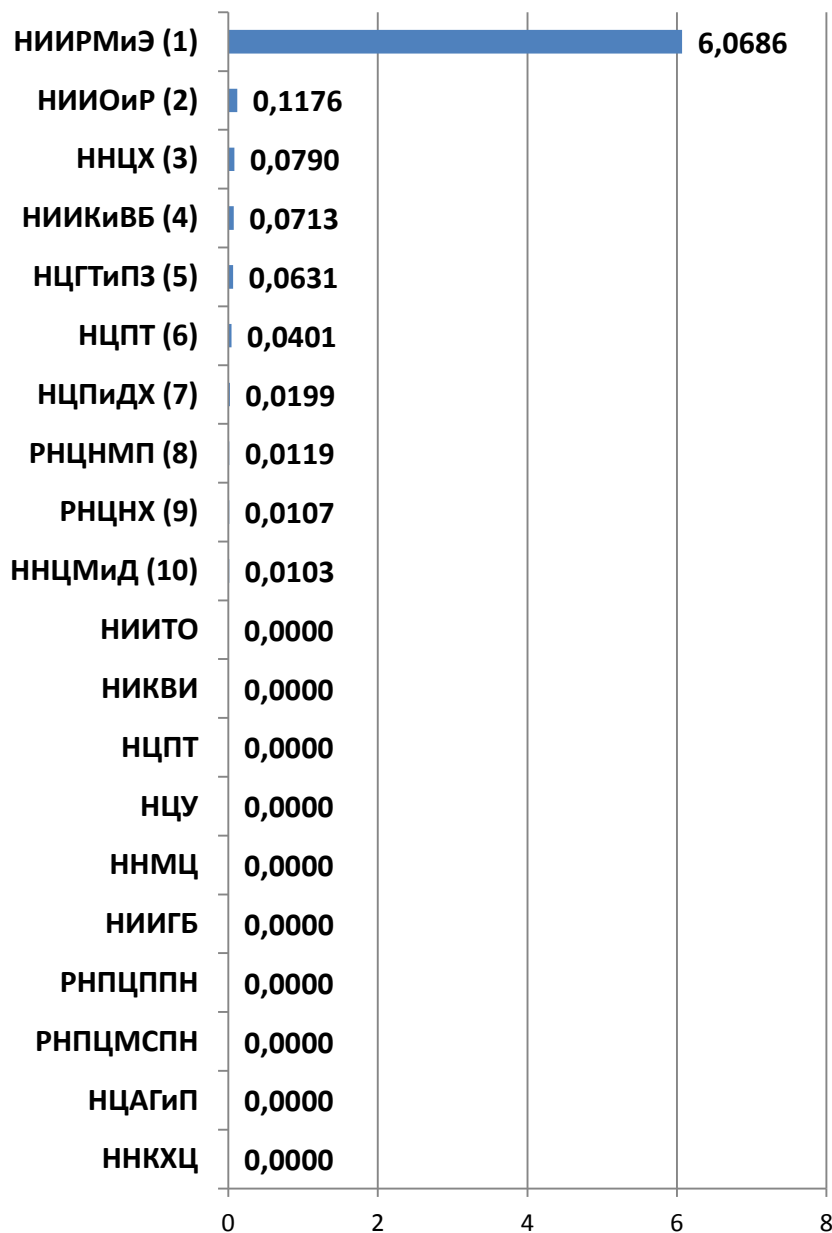 НИИРМиЭ (1) 6,0686
НИИОиР (2) 0,1176
ННЦХ (3) 0,0790
НИИКиВБ (4) 0,0713
НЦГТиПЗ (5) 0,0631
НЦПТ (6) 0,0401
НЦПиДХ (7) 0,0199
РНЦНМП (8) 0,0119
РНЦНХ (9) 0,0107
ННЦМиД (10) 0,0103
НИИТО 0,0000
НИКВИ 0,0000
НЦПТ 0,0000
НЦУ 0,0000
ННМЦ 0,0000
НИИГБ 0,0000
РНПЦППН 0,0000
РНПЦМСПН 0,0000
НЦАГиП 0,0000
ННКХЦ 0,0000
0 2 4 6 8